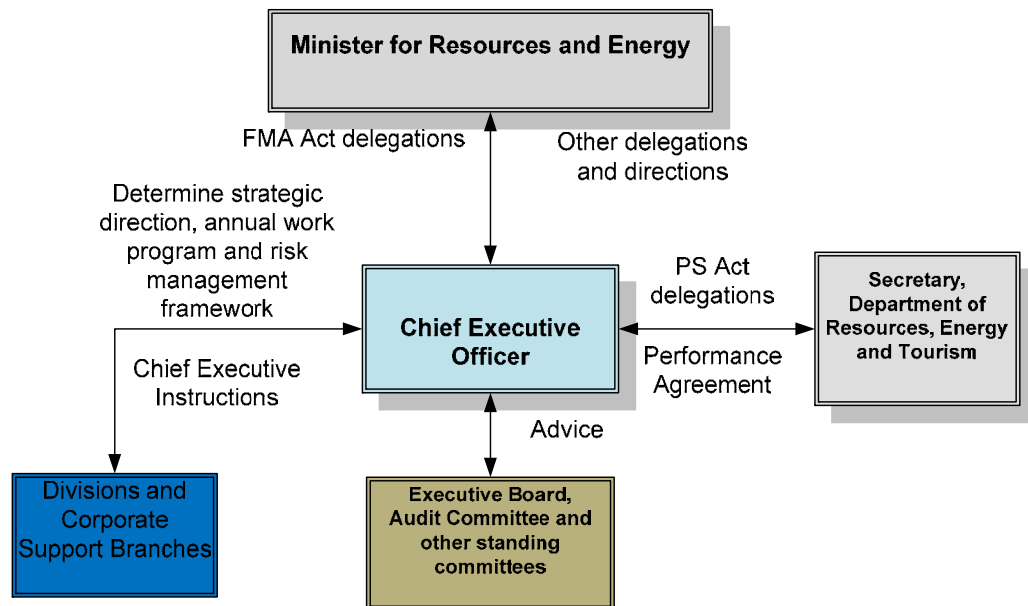 Minister for Resources and Energy
FMA Act delegations
Other delegations
and directions
Determine strategic
direction, annual work
program and risk
management
framework
PS Act
delegations
Secretary,
Department of
Resources, Energy
and Tourism
Chief Executive
Officer
Chief Executive
Instructions
Performance
Agreement
Advice
Divisions and
Corporate
Support Branches
Executive Board,
Audit Committee and
other standing
committees